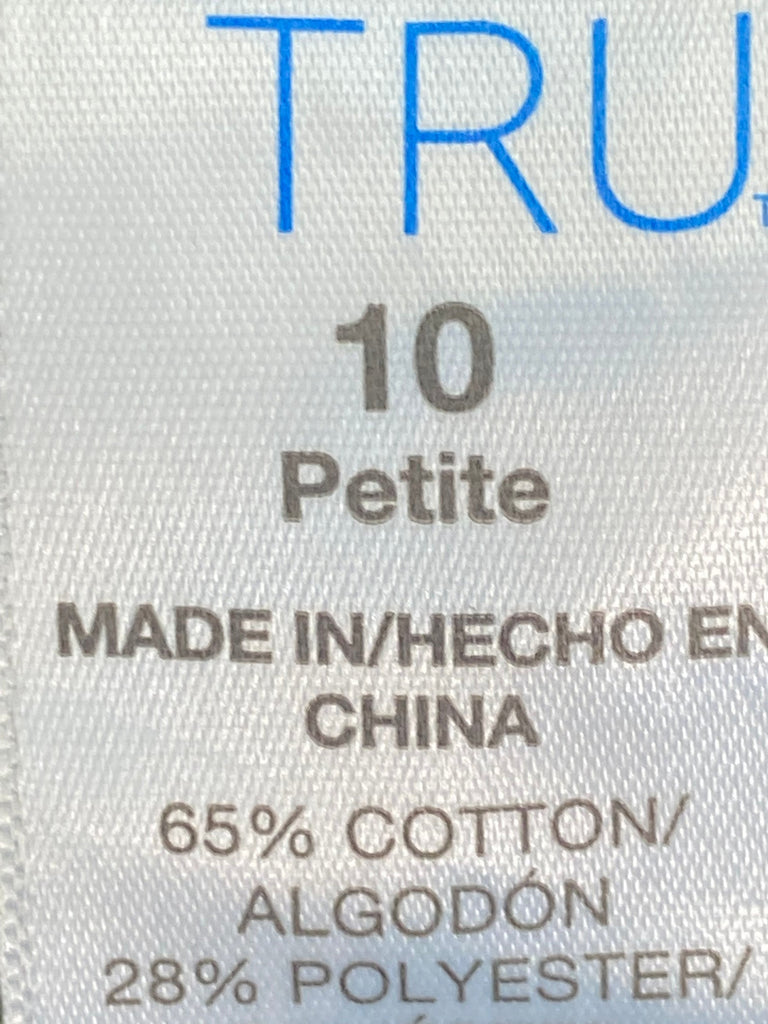 TRU
10
Petite
MADE IN/HECHO EN
CHINA
65% COTTON/
ALGODÓN
28% POLYESTER/